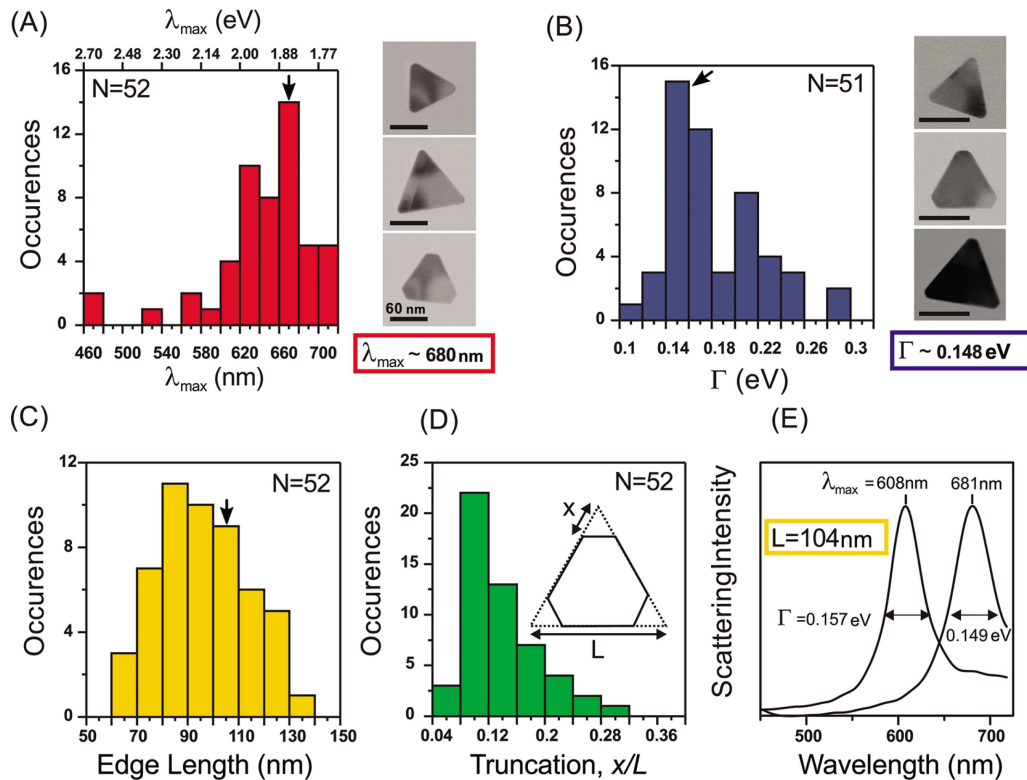 (A)
λmax (eV)
2.70 2.48 2.30 2.14 2.00 1.88 1.77
16
12
8
4
0
Occurences
N=52
460 500 540 580 620 660 700
λmax (nm)
60 nm
λmax ~ 680 nm
(B)
16
12
8
4
0
Occurences
N=51
0.1 0.14 0.18 0.22 0.26 0.3
Γ (eV)
Γ ~ 0.148 eV
(C)
12
8
4
0
Occurences
N=52
50 70 90 110 130 150
Edge Length (nm)
(D)
25
20
15
10
5
0
Occurences
N=52
x
L
0.04 0.12 0.2 0.28 0.36
Truncation, x/L
(E)
ScatteringIntensity
λmax = 608nm 681nm
L=104nm
Γ =0.157 eV
0.149 eV
500 600 700
Wavelength (nm)